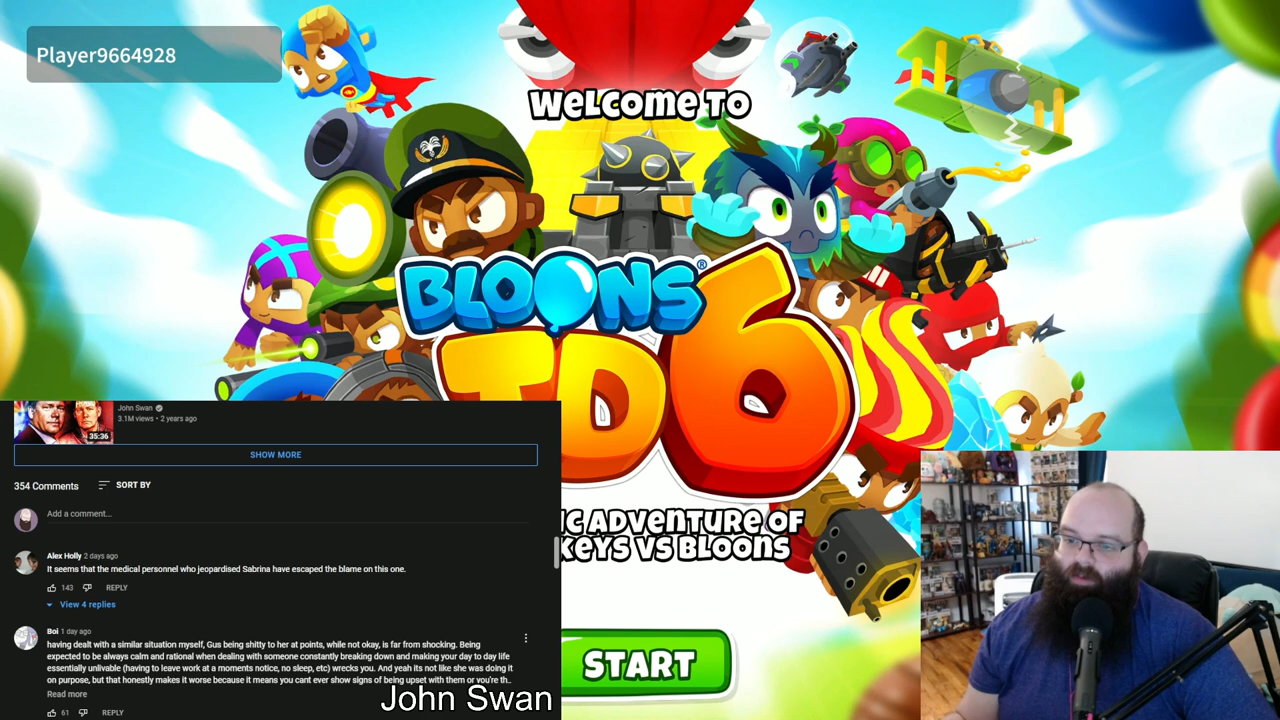 Player9664928
WELCOME TO
BLOONS®
TD 6
IC ADVENTURE OF
KEYS VS BLOONS
START
John Swan
3.1M views • 2 years ago
35:36
SHOW MORE
354 Comments
SORT BY
Add a comment...
Alex Holly 2 days ago
It seems that the medical personnel who jeopardised Sabrina have escaped the blame on this one.
143
REPLY
View 4 replies
Boi 1 day ago
having dealt with a similar situation myself, Gus being shitty to her at points, while not okay, is far from shocking. Being
expected to be always calm and rational when dealing with someone constantly breaking down and making your day to day life
essentially unlivable (having to leave work at a moments notice, no sleep, etc) wrecks you. And yeah its not like she was doing it
on purpose, but that honestly makes it worse because it means you cant ever show signs of being upset with them or you're th...
Read more
61
REPLY
John Swan